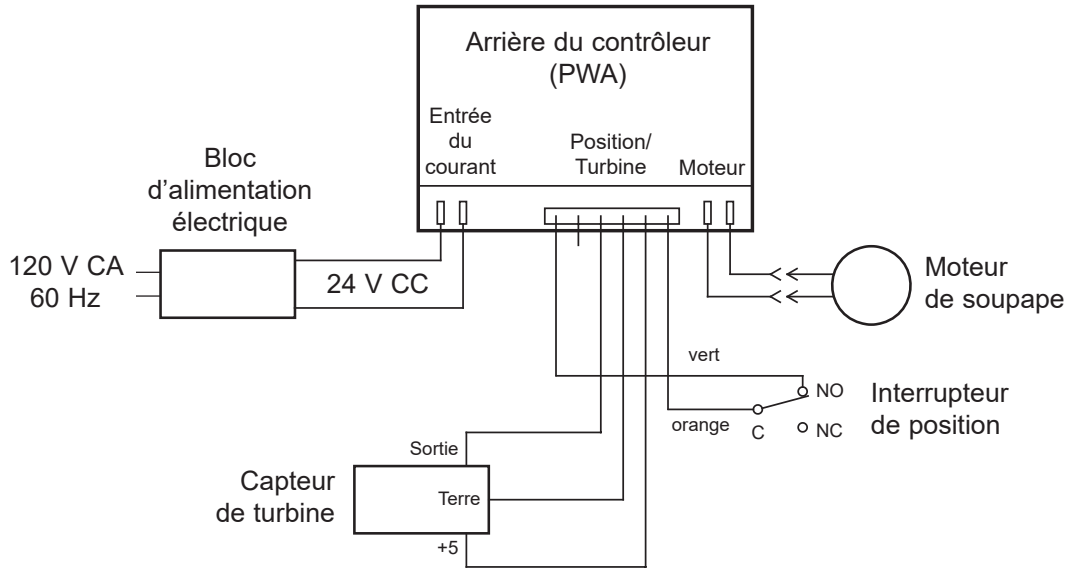 Arrière du contrôleur
(PWA)
Entrée
du
courant
Position/
Turbine
Moteur
Bloc
d'alimentation
électrique
120 V CA
60 Hz
24 V CC
Moteur
de soupape
vert
NO
Interrupteur
de position
orange
C
NC
Sortie
Capteur
de turbine
Terre
+5